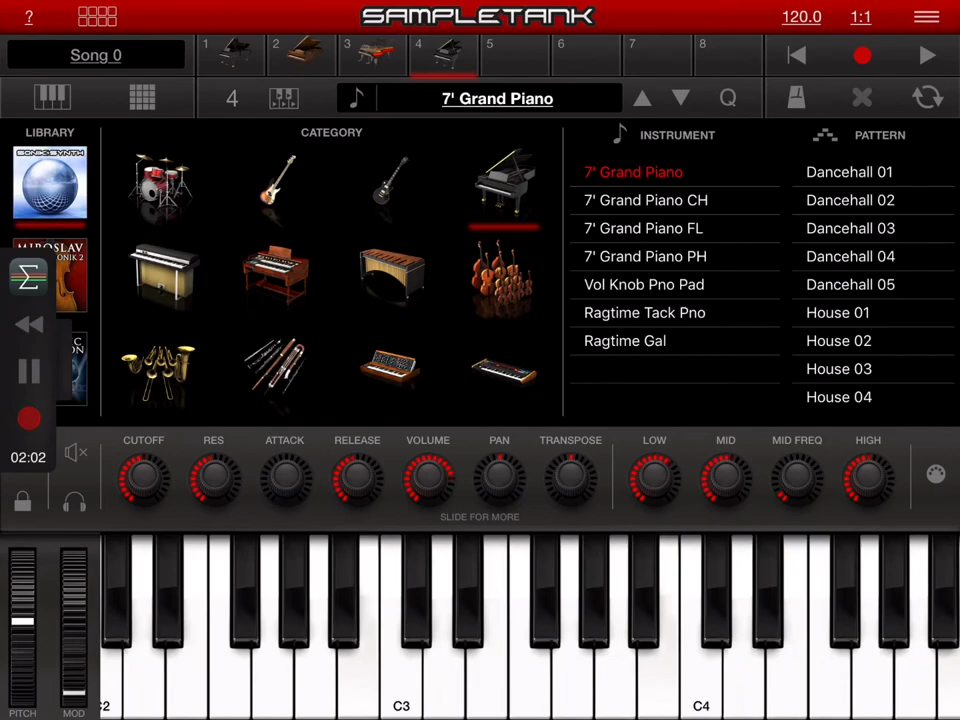 ?
SAMPLETANK
120.0
1:1
Song 0
1
2
3
4
5
6
7
8
4
7' Grand Piano
Q
LIBRARY
CATEGORY
INSTRUMENT
PATTERN
SONIK-SYNTH
MIROSLAV
7' Grand Piano
7' Grand Piano CH
7' Grand Piano FL
7' Grand Piano PH
Vol Knob Pno Pad
Ragtime Tack Pno
Ragtime Gal
Dancehall 01
Dancehall 02
Dancehall 03
Dancehall 04
Dancehall 05
House 01
House 02
House 03
House 04
Σ
02:02
CUTOFF
RES
ATTACK
RELEASE
VOLUME
PAN
TRANSPOSE
LOW
MID
MID FREQ
HIGH
SLIDE FOR MORE
PITCH
MOD
C2
C3
C4